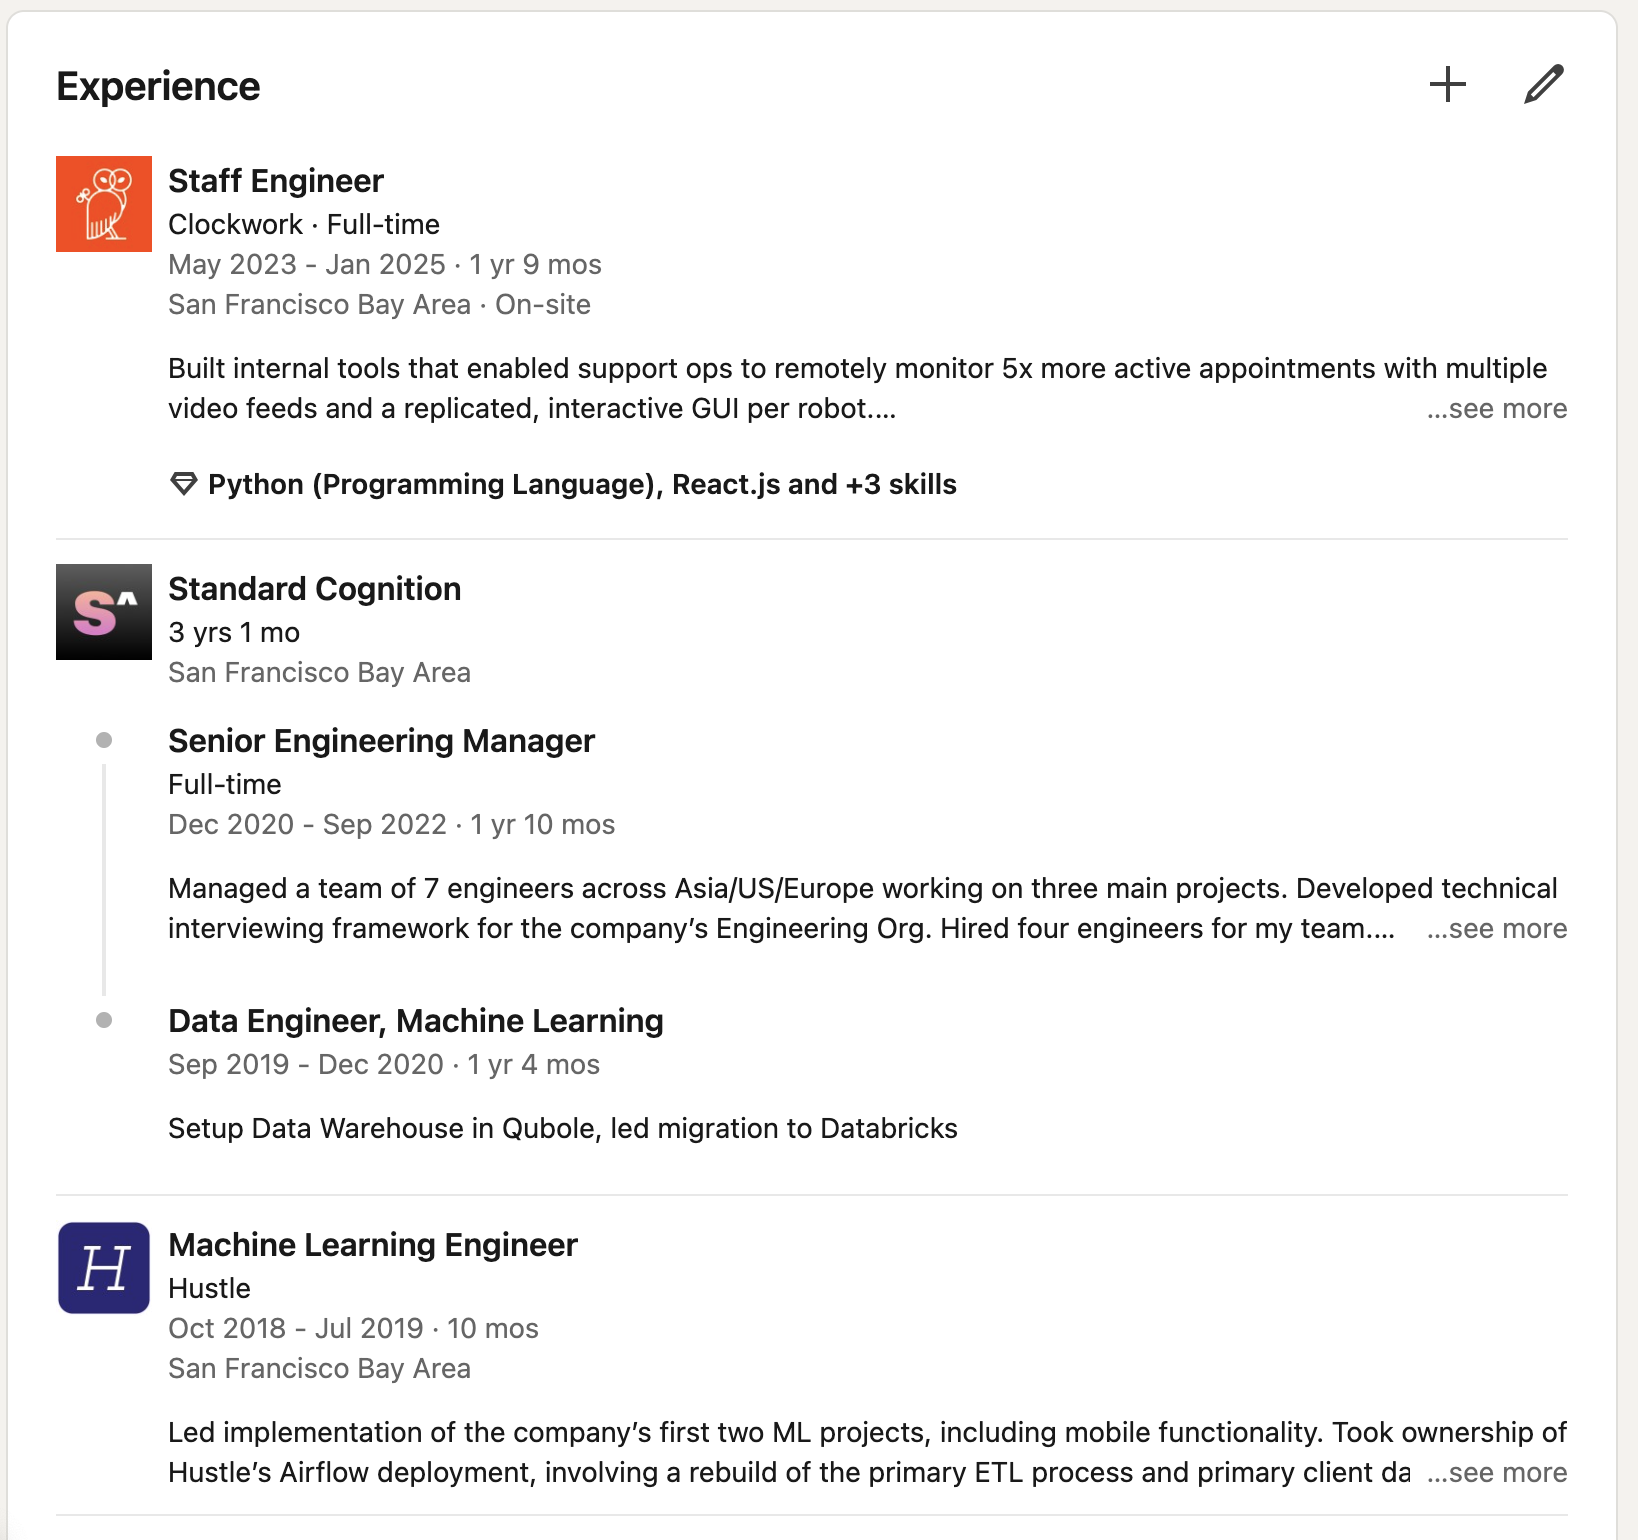 Experience
Staff Engineer
Clockwork · Full-time
May 2023 - Jan 2025 · 1 yr 9 mos
San Francisco Bay Area · On-site
Built internal tools that enabled support ops to remotely monitor 5x more active appointments with multiple
video feeds and a replicated, interactive GUI per robot.... ...see more
Python (Programming Language), React.js and +3 skills
S^
Standard Cognition
3 yrs 1 mo
San Francisco Bay Area
Senior Engineering Manager
Full-time
Dec 2020 - Sep 2022 · 1 yr 10 mos
Managed a team of 7 engineers across Asia/US/Europe working on three main projects. Developed technical
interviewing framework for the company’s Engineering Org. Hired four engineers for my team.... ...see more
Data Engineer, Machine Learning
Sep 2019 - Dec 2020 · 1 yr 4 mos
Setup Data Warehouse in Qubole, led migration to Databricks
H
Machine Learning Engineer
Hustle
Oct 2018 - Jul 2019 · 10 mos
San Francisco Bay Area
Led implementation of the company’s first two ML projects, including mobile functionality. Took ownership of
Hustle’s Airflow deployment, involving a rebuild of the primary ETL process and primary client da ...see more